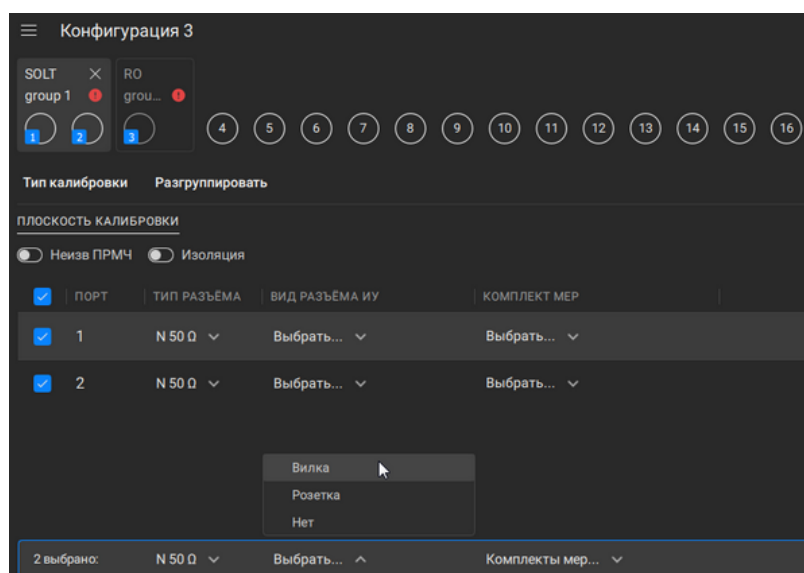 Конфигурация 3
SOLT RO
group 1 grou...
1 2 3 4 5 6 7 8 9 10 11 12 13 14 15 16
Тип калибровки Разгруппировать
ПЛОСКОСТЬ КАЛИБРОВКИ
Неизв ПРМЧ Изоляция
ПОРТ ТИП РАЗЪЁМА ВИД РАЗЪЁМА ИУ КОМПЛЕКТ МЕР
1 N 50 Ω Выбрать... Выбрать...
2 N 50 Ω Выбрать... Выбрать...
Вилка
Розетка
Нет
2 выбрано: N 50 Ω Выбрать... Комплекты мер...